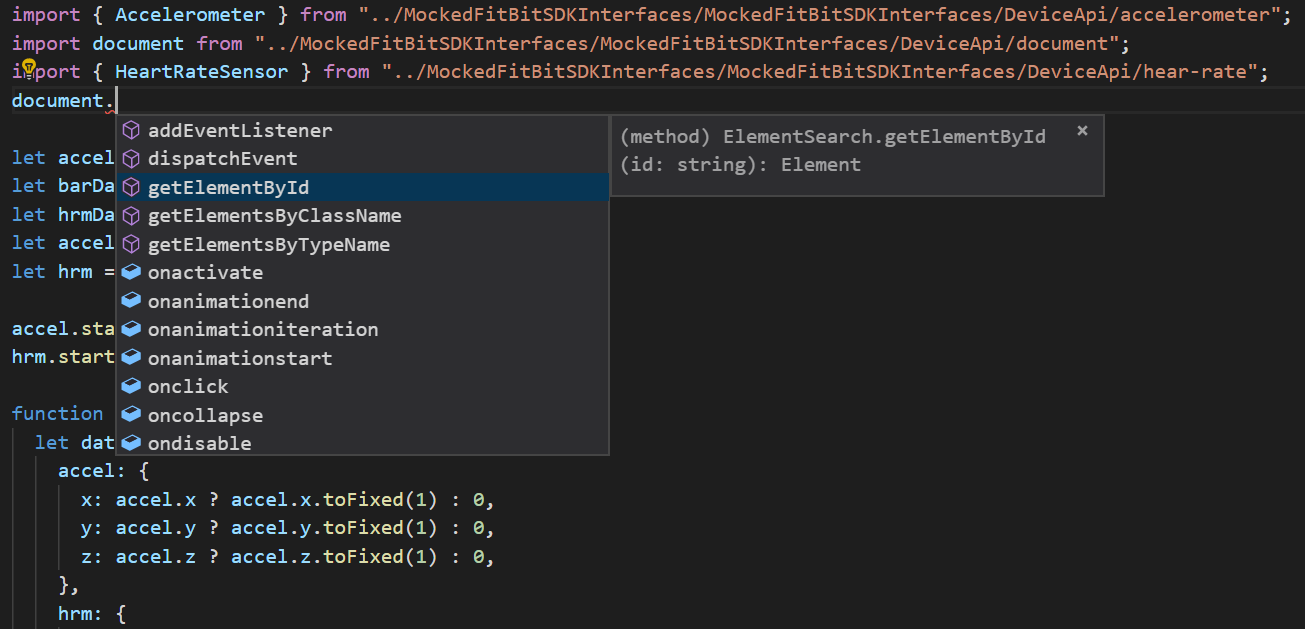 import { Accelerometer } from "../MockedFitBitSDKInterfaces/MockedFitBitSDKInterfaces/DeviceApi/accelerometer";
import document from "../MockedFitBitSDKInterfaces/MockedFitBitSDKInterfaces/DeviceApi/document";
import { HeartRateSensor } from "../MockedFitBitSDKInterfaces/MockedFitBitSDKInterfaces/DeviceApi/hear-rate";
document.
addEventListener
dispatchEvent
getElementById
getElementsByClassName
getElementsByTypeName
onactivate
onanimationend
onanimationiteration
onanimationstart
onclick
oncollapse
ondisable
(method) ElementSearch.getElementById
(id: string): Element
×
let accel
let barDa
let hrmDa
let accel
let hrm =
accel.sta
hrm.start
function
let dat
accel: {
x: accel.x ? accel.x.toFixed(1) : 0,
y: accel.y ? accel.y.toFixed(1) : 0,
z: accel.z ? accel.z.toFixed(1) : 0,
},
hrm: {